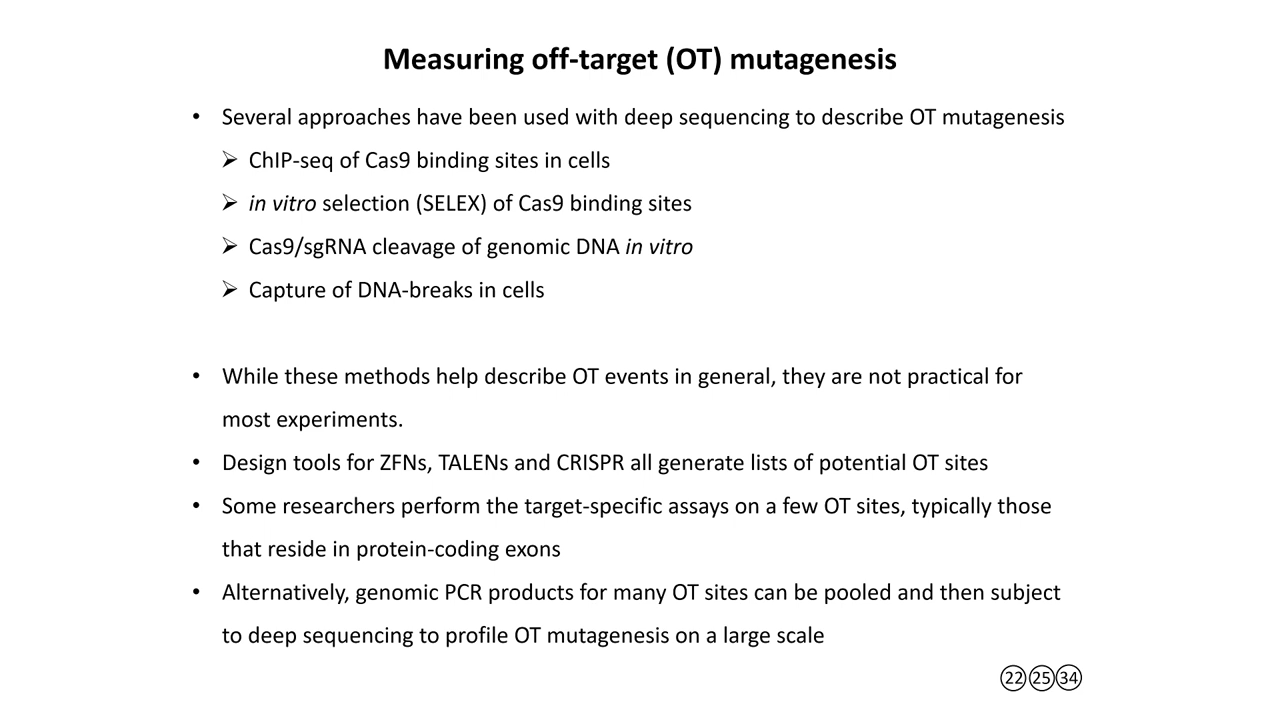 Measuring off-target (OT) mutagenesis
• Several approaches have been used with deep sequencing to describe OT mutagenesis
➢ ChIP-seq of Cas9 binding sites in cells
➢ in vitro selection (SELEX) of Cas9 binding sites
➢ Cas9/sgRNA cleavage of genomic DNA in vitro
➢ Capture of DNA-breaks in cells
• While these methods help describe OT events in general, they are not practical for
most experiments.
• Design tools for ZFNs, TALENs and CRISPR all generate lists of potential OT sites
• Some researchers perform the target-specific assays on a few OT sites, typically those
that reside in protein-coding exons
• Alternatively, genomic PCR products for many OT sites can be pooled and then subject
to deep sequencing to profile OT mutagenesis on a large scale
22 25 34